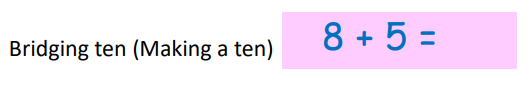 Bridging ten (Making a ten) 8 + 5 =